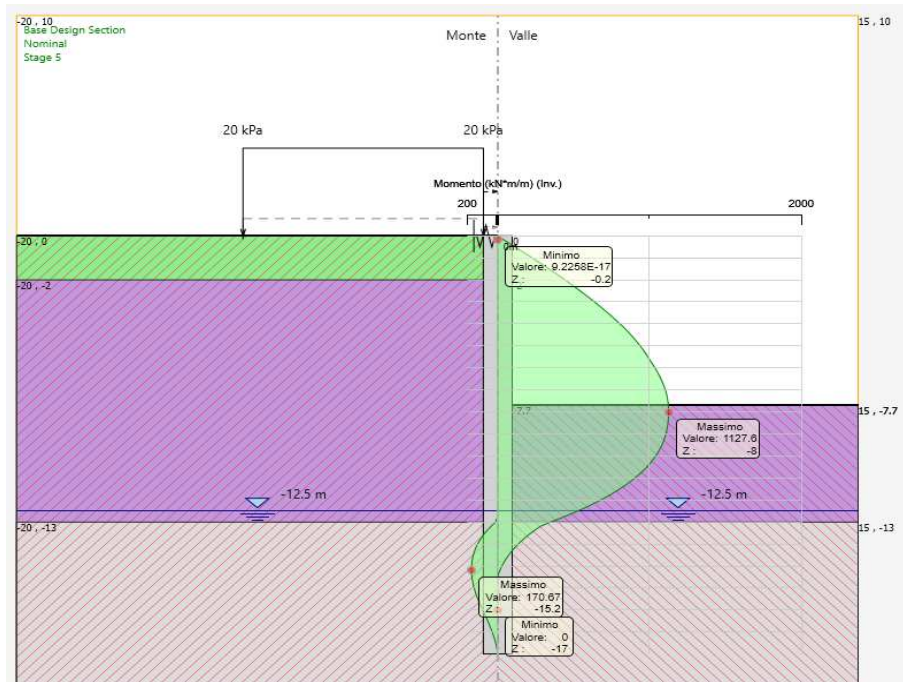 -20 , 10
15 , 10
Base Design Section
Nominal
Stage 5
Monte
Valle
20 kPa
20 kPa
Momento (kN*m/m) (Inv.)
200
2000
-20 , 0
Minimo
Valore: 9.2258E-17
Z : -0.2
-20 , -2
-7.7
15 , -7.7
Massimo
Valore: 1127.6
Z : -8
-12.5 m
-12.5 m
-20 , -13
15 , -13
Massimo
Valore: 170.67
Z : -15.2
Minimo
Valore: 0
Z : -17